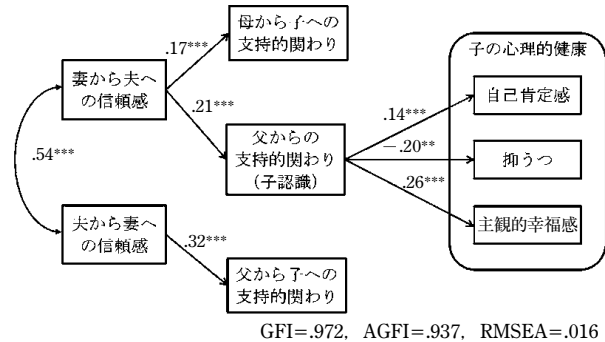 母から子への
支持的関わり
.17***
妻から夫へ
の信頼感
.21***
子の心理的健康
自己肯定感
.14***
父からの
支持的関わり
（子認識）
－.20**
抑うつ
.54***
.26***
主観的幸福感
夫から妻へ
の信頼感
.32***
父から子への
支持的関わり
GFI=.972, AGFI=.937, RMSEA=.016